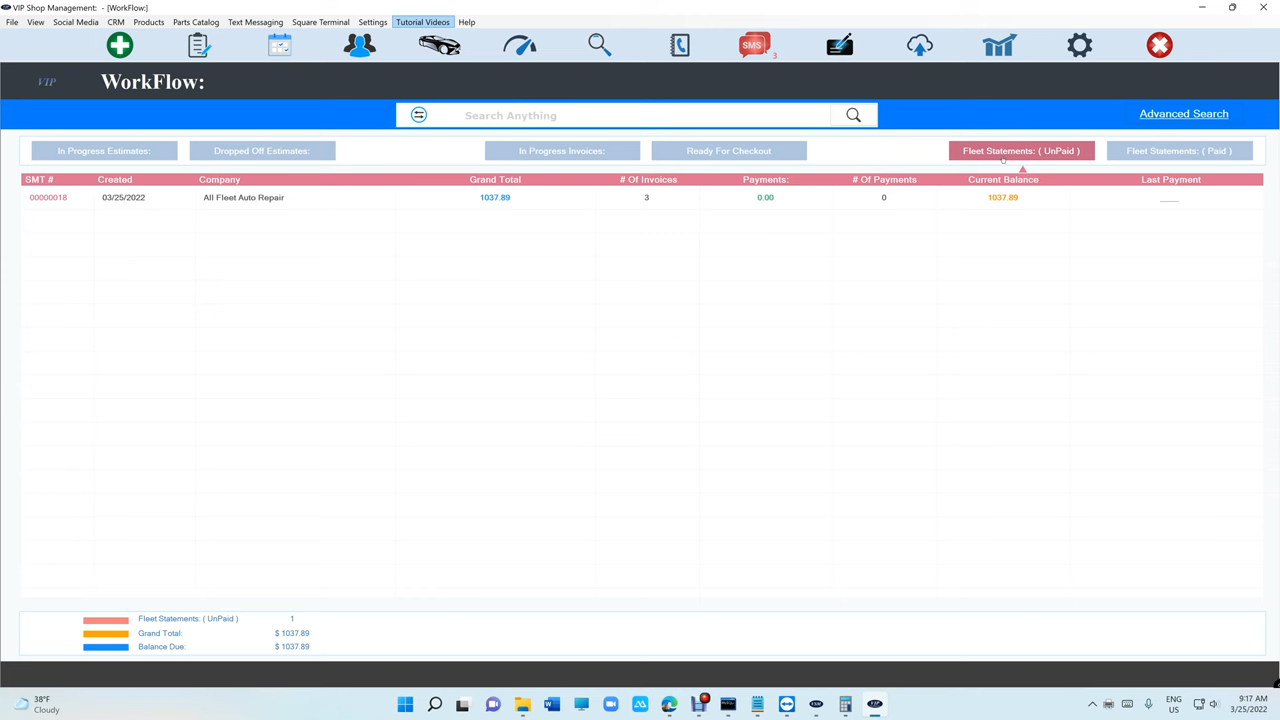 VIP Shop Management:  - [WorkFlow:]
File View Social Media CRM Products Parts Catalog Text Messaging Square Terminal Settings Tutorial Videos Help
SMS 3
VIP WorkFlow:
Search Anything Advanced Search
In Progress Estimates: Dropped Off Estimates: In Progress Invoices: Ready For Checkout Fleet Statements: ( UnPaid ) Fleet Statements: ( Paid )
SMT # Created Company Grand Total # Of Invoices Payments: # Of Payments Current Balance Last Payment
00000018 03/25/2022 All Fleet Auto Repair 1037.89 3 0.00 0 1037.89 ____
Fleet Statements: ( UnPaid ) 1
Grand Total: $ 1037.89
Balance Due: $ 1037.89
38°F
Cloudy
ENG
US
9:17 AM
3/25/2022